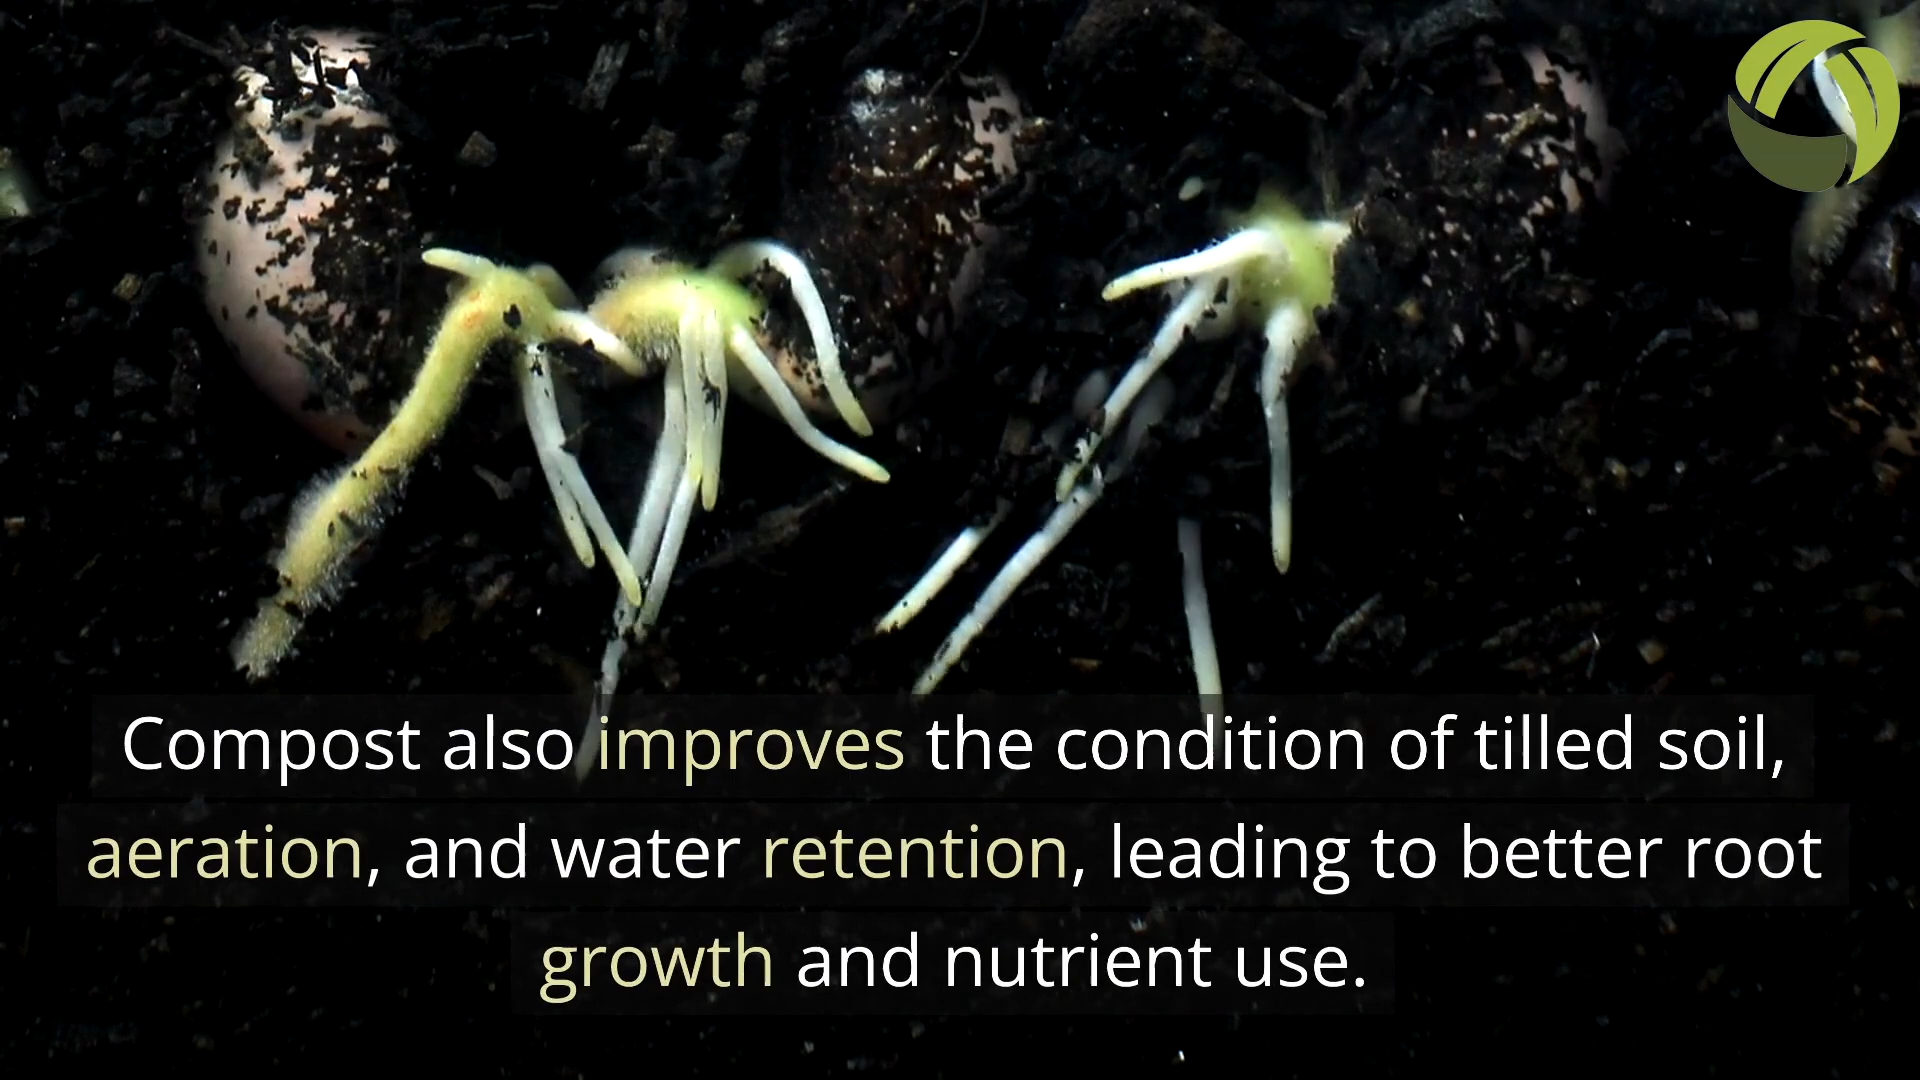 Compost also improves the condition of tilled soil,
aeration, and water retention, leading to better root
growth and nutrient use.